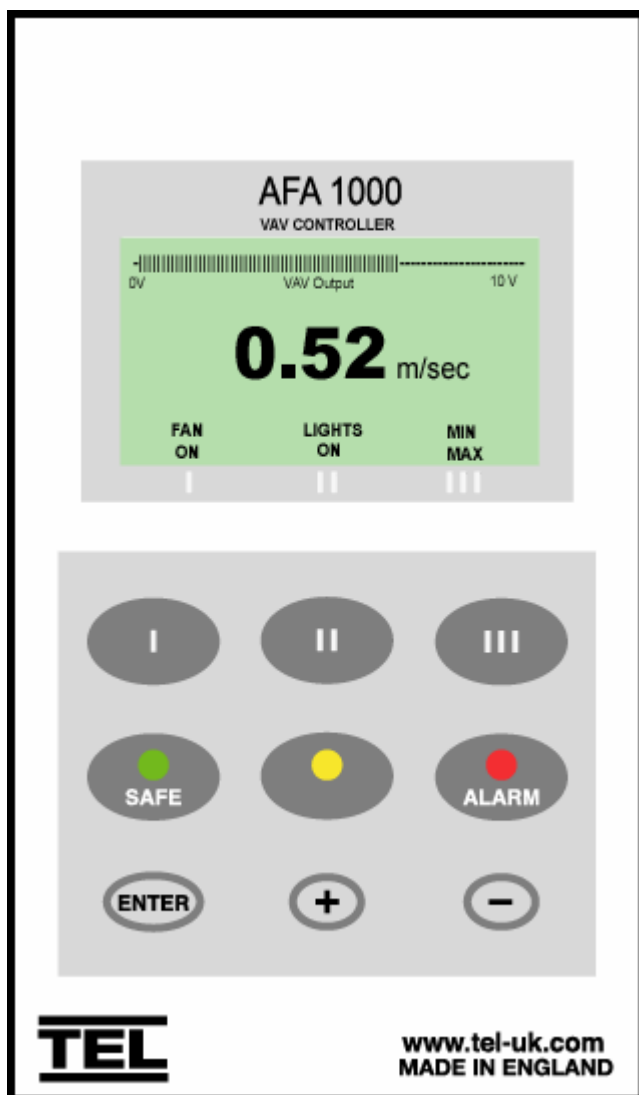 AFA 1000
VAV CONTROLLER
0V VAV Output 10 V
0.52 m/sec
FAN LIGHTS MIN
ON ON MAX
I II III
I II III
SAFE ALARM
ENTER + −
TEL
www.tel-uk.com
MADE IN ENGLAND